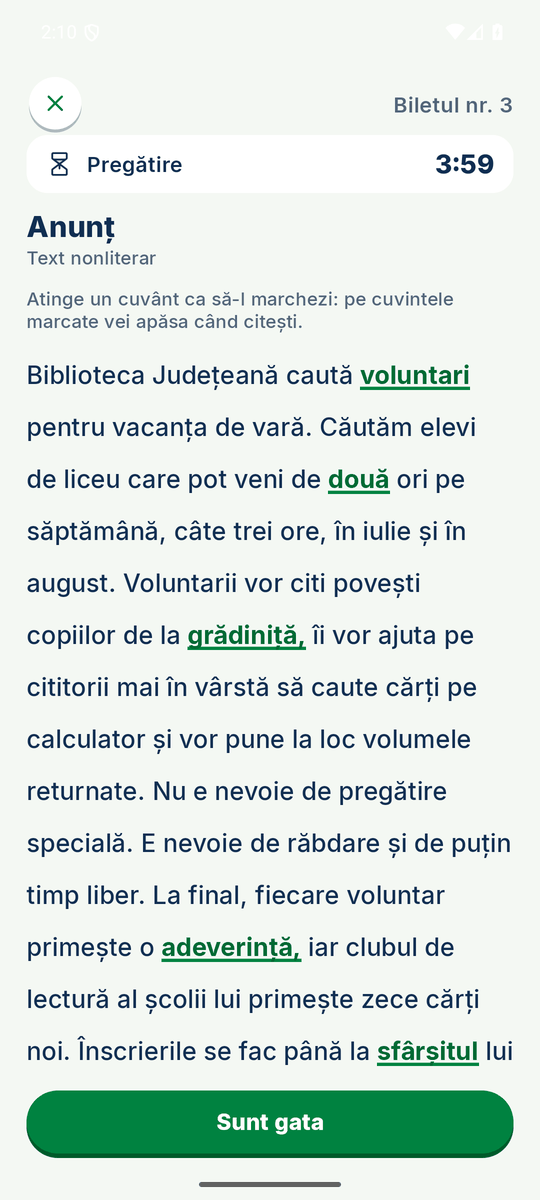 2:10
Biletul nr. 3
Pregătire 3:59
Anunț
Text nonliterar
Atinge un cuvânt ca să-l marchezi: pe cuvintele
marcate vei apăsa când citești.
Biblioteca Județeană caută voluntari
pentru vacanța de vară. Căutăm elevi
de liceu care pot veni de două ori pe
săptămână, câte trei ore, în iulie și în
august. Voluntarii vor citi povești
copiilor de la grădiniță, îi vor ajuta pe
cititorii mai în vârstă să caute cărți pe
calculator și vor pune la loc volumele
returnate. Nu e nevoie de pregătire
specială. E nevoie de răbdare și de puțin
timp liber. La final, fiecare voluntar
primește o adeverință, iar clubul de
lectură al școlii lui primește zece cărți
noi. Înscrierile se fac până la sfârșitul lui
Sunt gata